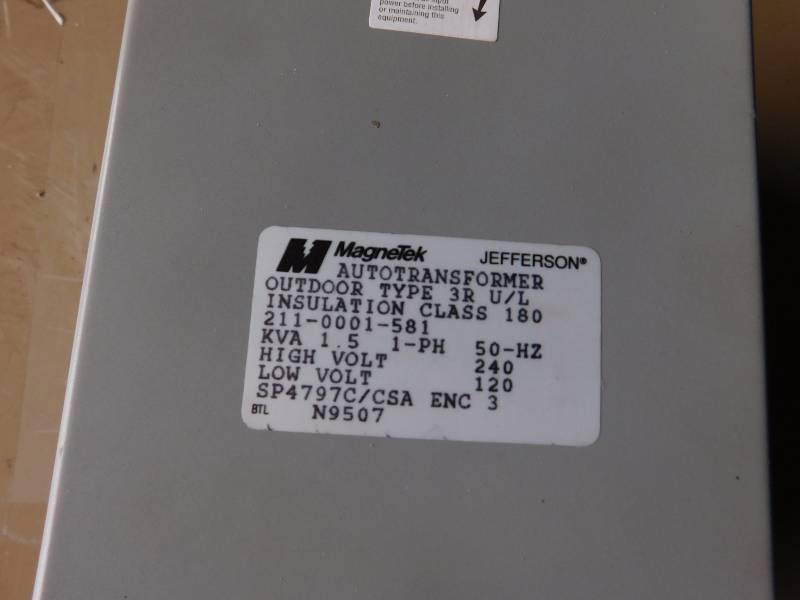 power before installing
or maintaining this
equipment.
MagneTek JEFFERSON®
AUTOTRANSFORMER
OUTDOOR TYPE 3R U/L
INSULATION CLASS 180
211-0001-581
KVA 1.5 1-PH 50-HZ
HIGH VOLT 240
LOW VOLT 120
SP4797C/CSA ENC 3
BTL N9507